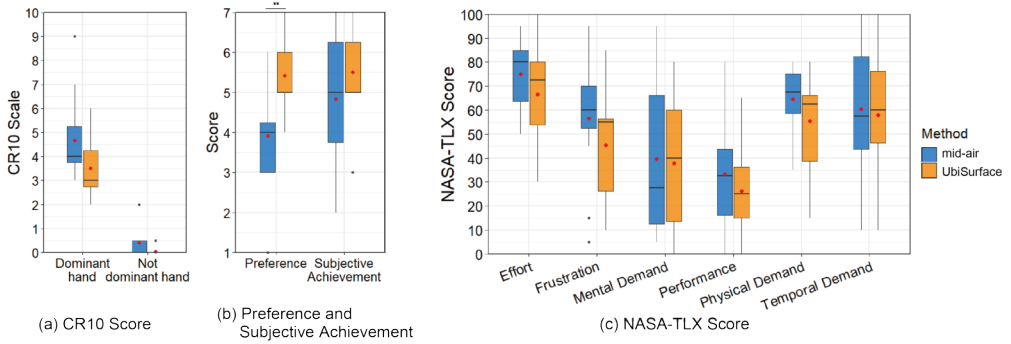 10
9
8
7
6
5
4
3
2
1
0
CR10 Scale
Dominant
hand
Not
dominant hand
(a) CR10 Score
7
6
5
4
3
2
1
Score
**
Preference
Subjective
Achievement
(b) Preference and
Subjective Achievement
100
90
80
70
60
50
40
30
20
10
0
NASA-TLX Score
Effort
Frustration
Mental Demand
Performance
Physical Demand
Temporal Demand
(c) NASA-TLX Score
Method
mid-air
UbiSurface